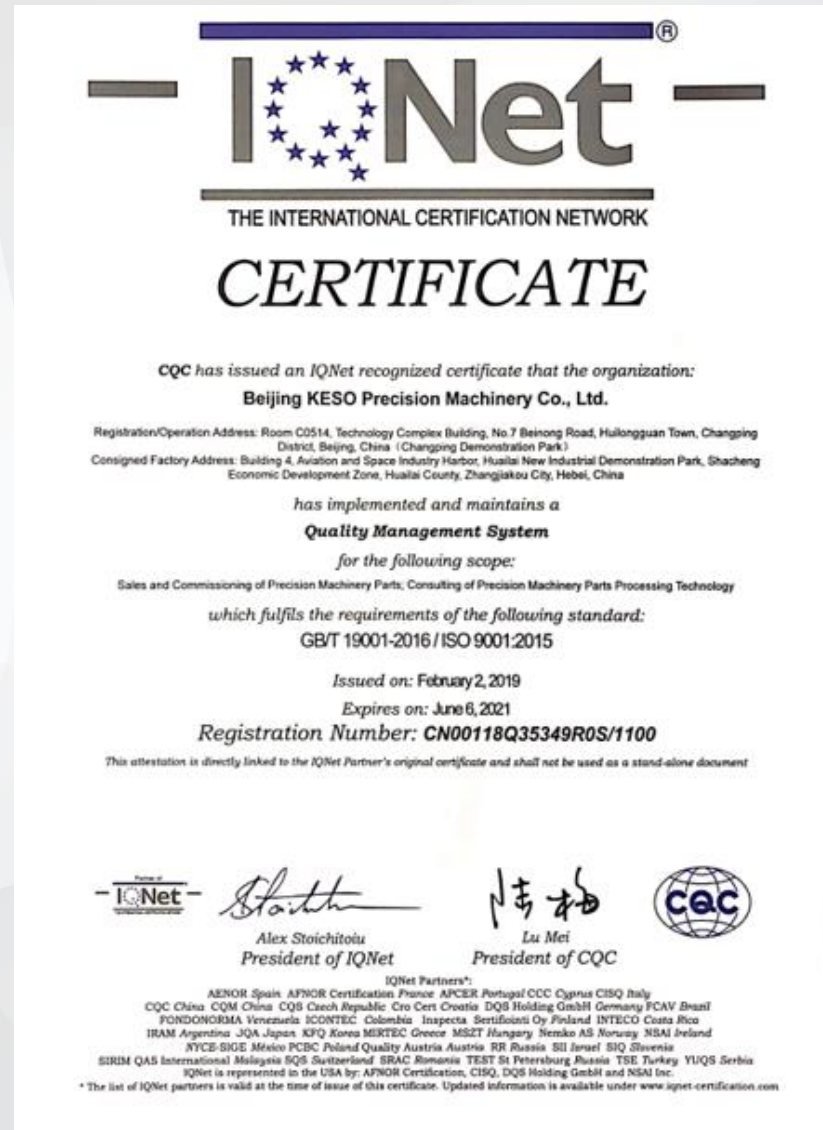 IQNet ®
THE INTERNATIONAL CERTIFICATION NETWORK
CERTIFICATE
CQC has issued an IQNet recognized certificate that the organization:
Beijing KESO Precision Machinery Co., Ltd.
Registration/Operation Address: Room C0514, Technology Complex Building, No.7 Beinong Road, Huilongguan Town, Changping
District, Beijing, China (Changping Demonstration Park)
Consigned Factory Address: Building 4, Aviation and Space Industry Harbor, Huailai New Industrial Demonstration Park, Shacheng
Economic Development Zone, Huailai County, Zhangjiakou City, Hebei, China
has implemented and maintains a
Quality Management System
for the following scope:
Sales and Commissioning of Precision Machinery Parts; Consulting of Precision Machinery Parts Processing Technology
which fulfils the requirements of the following standard:
GB/T 19001-2016 / ISO 9001:2015
Issued on: February 2, 2019
Expires on: June 6, 2021
Registration Number: CN00118Q35349R0S/1100
This attestation is directly linked to the IQNet Partner's original certificate and shall not be used as a stand-alone document
Partner of
IQNet
陆梅
CQC
Alex Stoichitoiu
President of IQNet
Lu Mei
President of CQC
IQNet Partners*:
AENOR Spain AFNOR Certification France APCER Portugal CCC Cyprus CISQ Italy
CQC China CQM China CQS Czech Republic Cro Cert Croatia DQS Holding GmbH Germany FCAV Brazil
FONDONORMA Venezuela ICONTEC Colombia Inspecta Sertifiointi Oy Finland INTECO Costa Rica
IRAM Argentina JQA Japan KFQ Korea MIRTEC Greece MSZT Hungary Nemko AS Norway NSAI Ireland
NYCE-SIGE México PCBC Poland Quality Austria Austria RR Russia SII Israel SIQ Slovenia
SIRIM QAS International Malaysia SQS Switzerland SRAC Romania TEST St Petersburg Russia TSE Turkey YUQS Serbia
IQNet is represented in the USA by: AFNOR Certification, CISQ, DQS Holding GmbH and NSAI Inc.
* The list of IQNet partners is valid at the time of issue of this certificate. Updated information is available under www.iqnet-certification.com